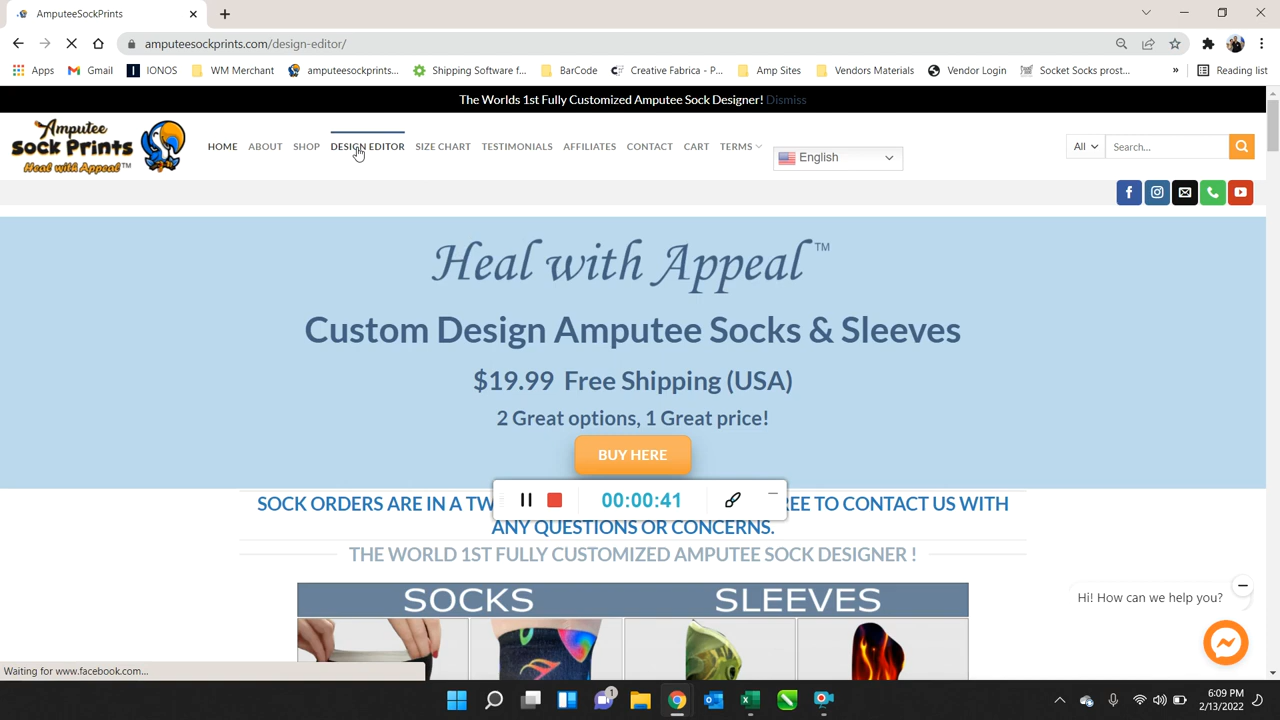 AmputeeSockPrints
amputeesockprints.com/design-editor/
Apps
Gmail
IONOS
WM Merchant
amputeesockprints...
Shipping Software f...
BarCode
Creative Fabrica - P...
Amp Sites
Vendors Materials
Vendor Login
Socket Socks prost...
»
Reading list
The Worlds 1st Fully Customized Amputee Sock Designer! Dismiss
Amputee
Sock Prints
Heal with Appeal™
HOME
ABOUT
SHOP
DESIGN EDITOR
SIZE CHART
TESTIMONIALS
AFFILIATES
CONTACT
CART
TERMS
English
All
Search...
Heal with Appeal™
Custom Design Amputee Socks & Sleeves
$19.99 Free Shipping (USA)
2 Great options, 1 Great price!
BUY HERE
00:00:41
SOCK ORDERS ARE IN A TW EE TO CONTACT US WITH
ANY QUESTIONS OR CONCERNS.
THE WORLD 1ST FULLY CUSTOMIZED AMPUTEE SOCK DESIGNER !
SOCKS
SLEEVES
Hi! How can we help you?
Waiting for www.facebook.com...
1
6:09 PM
2/13/2022